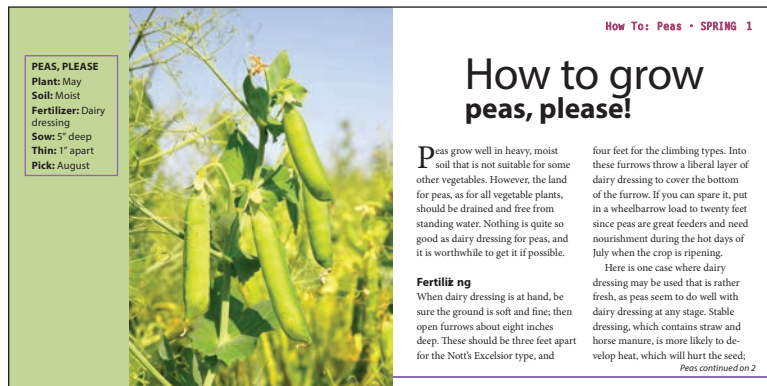 PEAS, PLEASE
Plant: May
Soil: Moist
Fertilizer: Dairy
dressing
Sow: 5" deep
Thin: 1" apart
Pick: August
How To: Peas • SPRING 1
How to grow
peas, please!
Peas grow well in heavy, moist
soil that is not suitable for some
other vegetables. However, the land
for peas, as for all vegetable plants,
should be drained and free from
standing water. Nothing is quite so
good as dairy dressing for peas, and
it is worthwhile to get it if possible.
Fertiliz ng
When dairy dressing is at hand, be
sure the ground is soft and fine; then
open furrows about eight inches
deep. These should be three feet apart
for the Nott's Excelsior type, and
four feet for the climbing types. Into
these furrows throw a liberal layer of
dairy dressing to cover the bottom
of the furrow. If you can spare it, put
in a wheelbarrow load to twenty feet
since peas are great feeders and need
nourishment during the hot days of
July when the crop is ripening.
Here is one case where dairy
dressing may be used that is rather
fresh, as peas seem to do well with
dairy dressing at any stage. Stable
dressing, which contains straw and
horse manure, is more likely to de-
velop heat, which will hurt the seed;
Peas continued on 2